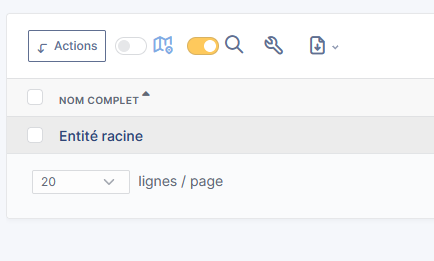 Actions
NOM COMPLET
Entité racine
20 lignes / page